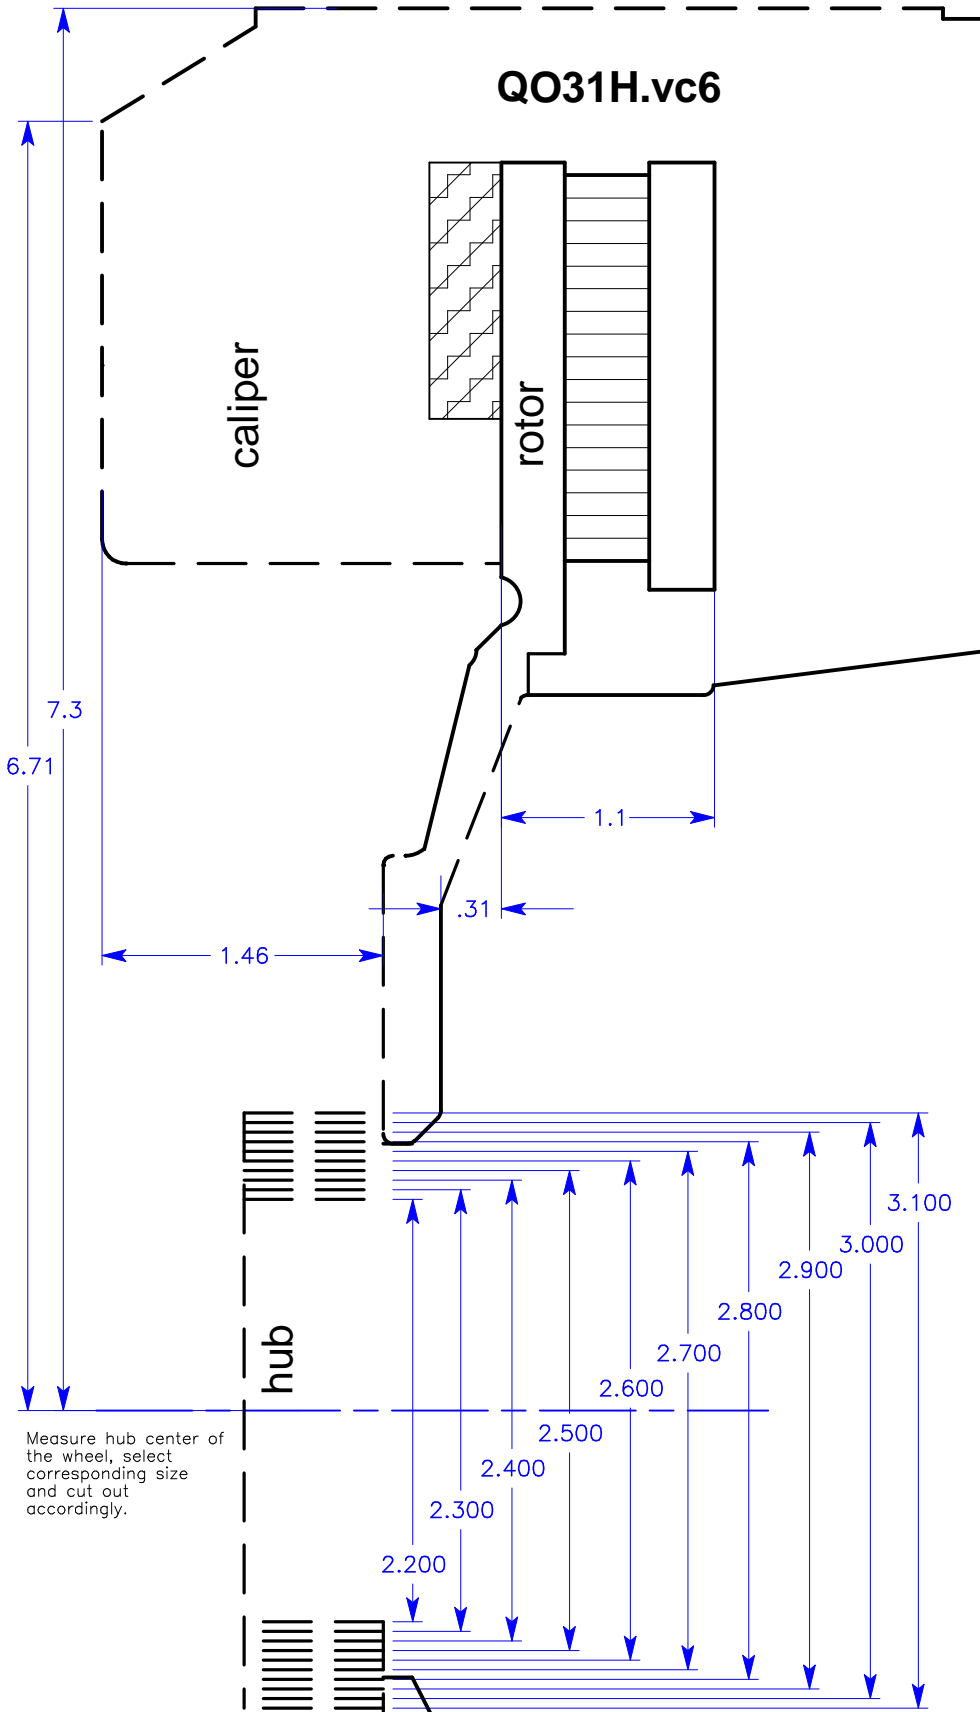 QO31H.vc6
caliper
rotor
7.3
6.71
1.1
.31
1.46
3.100
3.000
2.900
2.800
2.700
2.600
2.500
2.400
2.300
2.200
hub
Measure hub center of
the wheel, select
corresponding size
and cut out
accordingly.